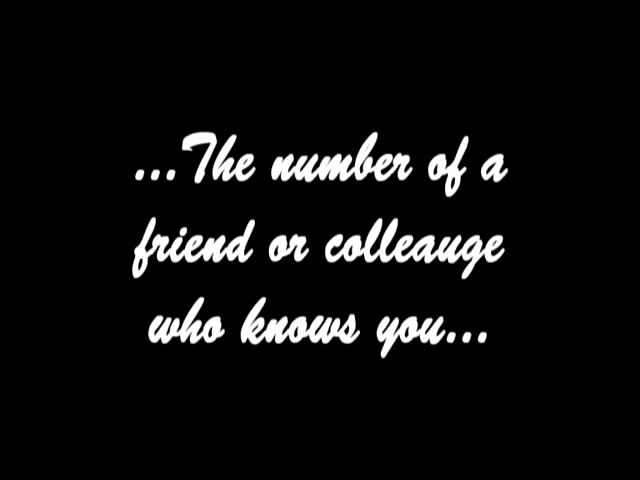 ...The number of a
friend or colleauge
who knows you...